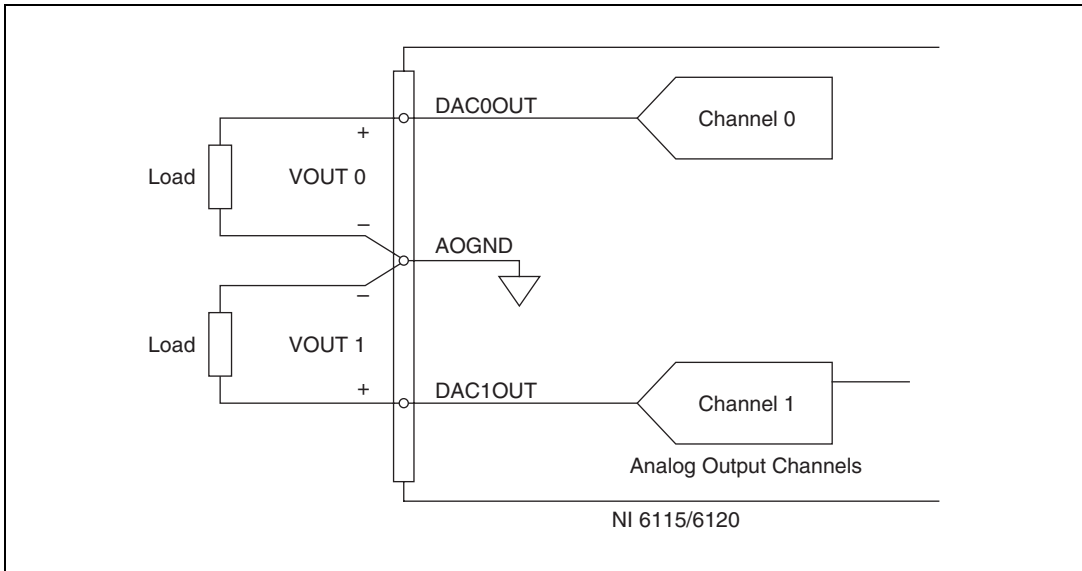 DAC0OUT
Channel 0
+
Load
VOUT 0
–
AOGND
–
Load
VOUT 1
+
DAC1OUT
Channel 1
Analog Output Channels
NI 6115/6120